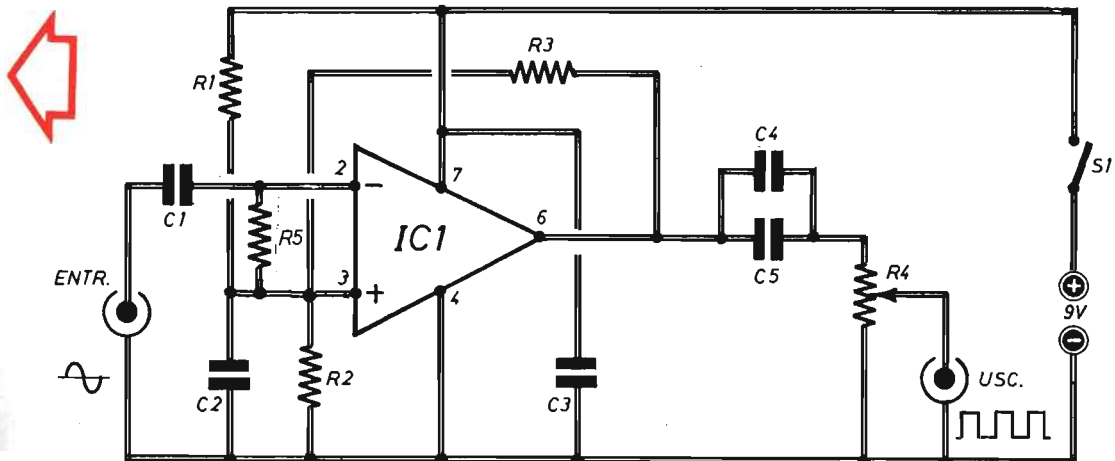 R1
R3
C4
S1
2
−
7
C1
R5
IC1
6
C5
R4
ENTR.
3
+
4
+
9V
−
C2
R2
C3
USC.